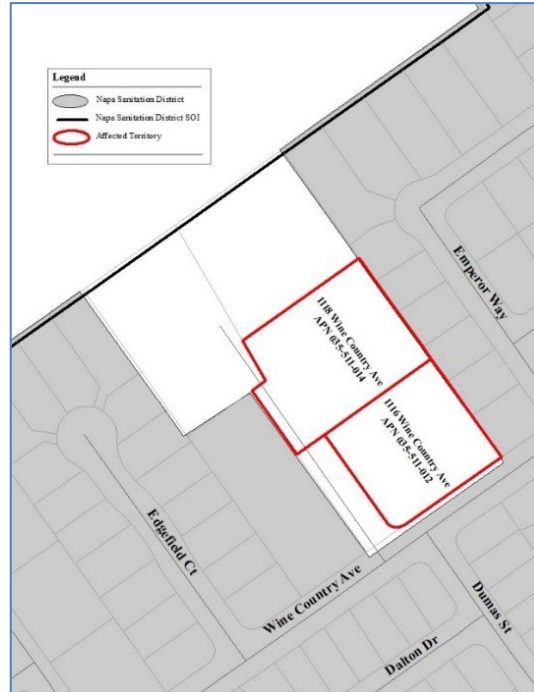 Legend
Napa Sanitation District
Napa Sanitation District SOI
Affected Territory
Emperor Way
1118 Wine Country Ave
APN 035-511-014
1116 Wine Country Ave
APN 035-511-012
Edgefield Ct
Wine Country Ave
Dumas St
Dalton Dr